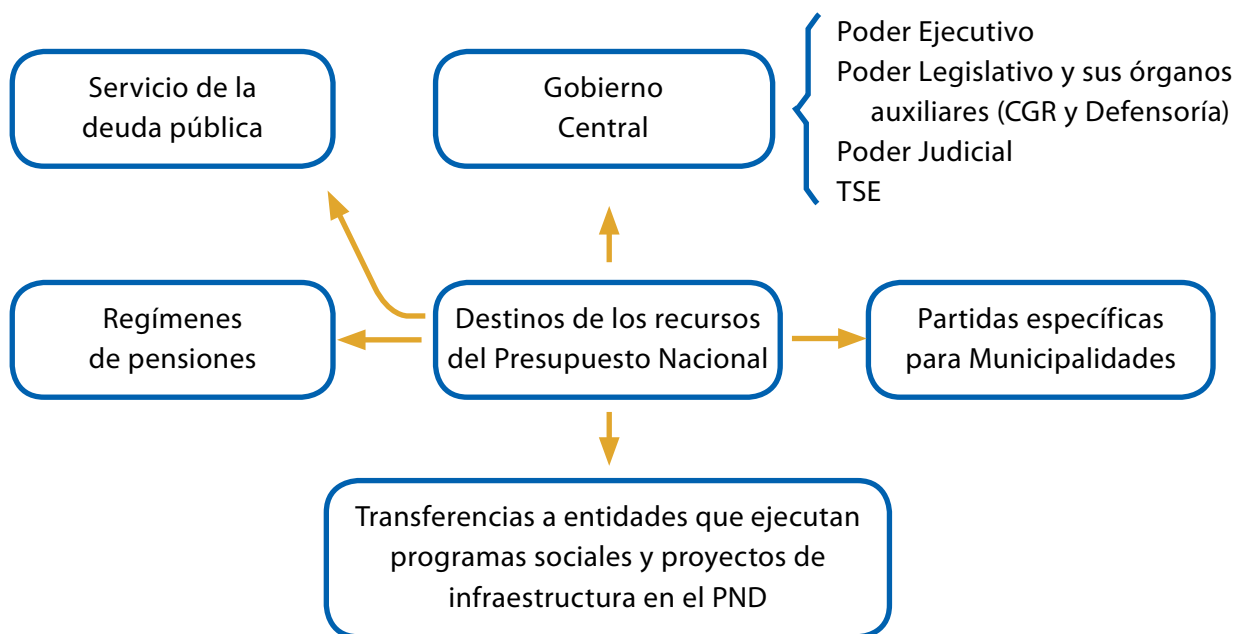 Servicio de la
deuda pública
Gobierno
Central
Poder Ejecutivo
Poder Legislativo y sus órganos
auxiliares (CGR y Defensoría)
Poder Judicial
TSE
Regímenes
de pensiones
Destinos de los recursos
del Presupuesto Nacional
Partidas específicas
para Municipalidades
Transferencias a entidades que ejecutan
programas sociales y proyectos de
infraestructura en el PND